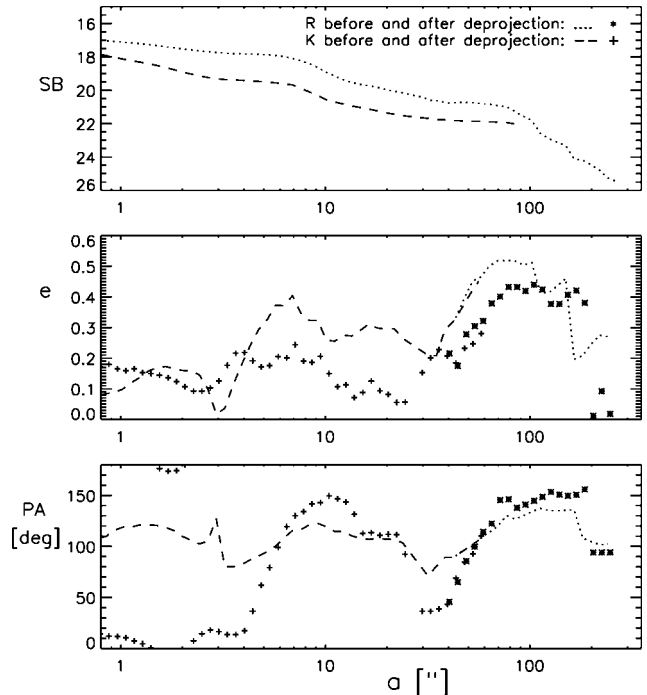 R before and after deprojection: ...... *
K before and after deprojection: – – – +
16
18
20
22
24
26
SB
1 10 100
0.6
0.5
0.4
0.3
0.2
0.1
0.0
e
1 10 100
150
100
50
0
PA
[deg]
1 10 100
a ["]